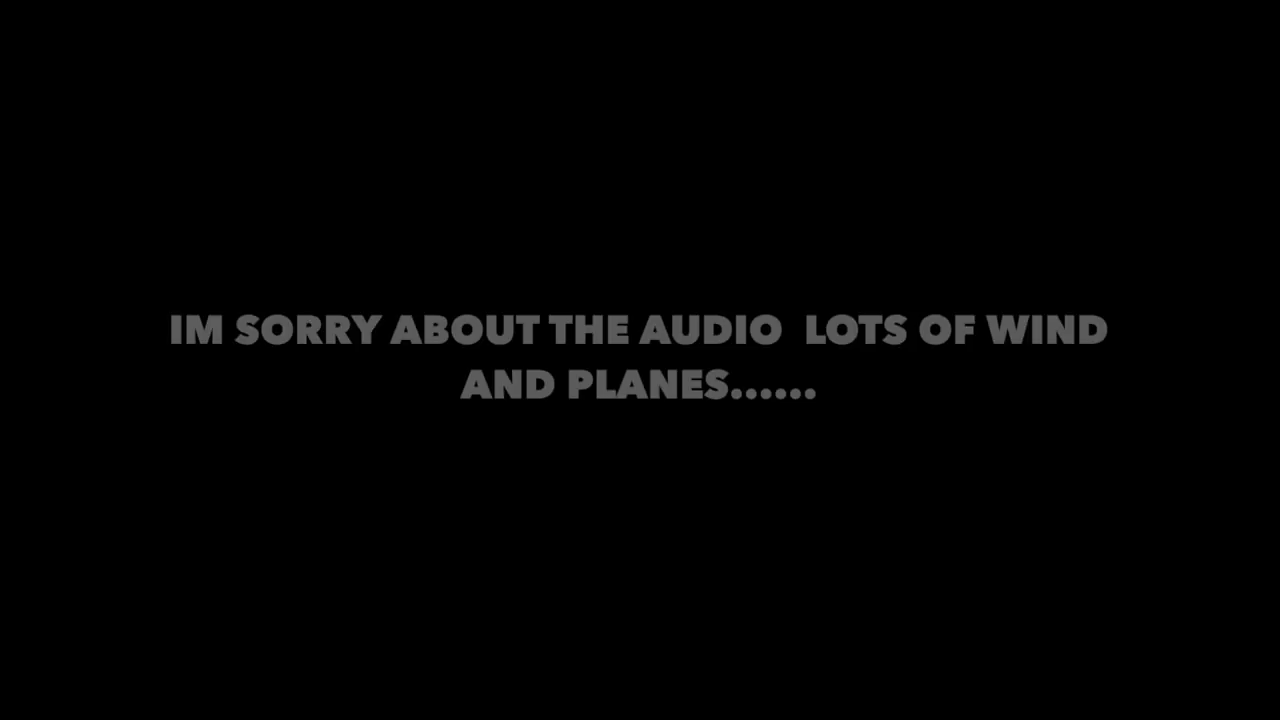 IM SORRY ABOUT THE AUDIO  LOTS OF WIND
AND PLANES......